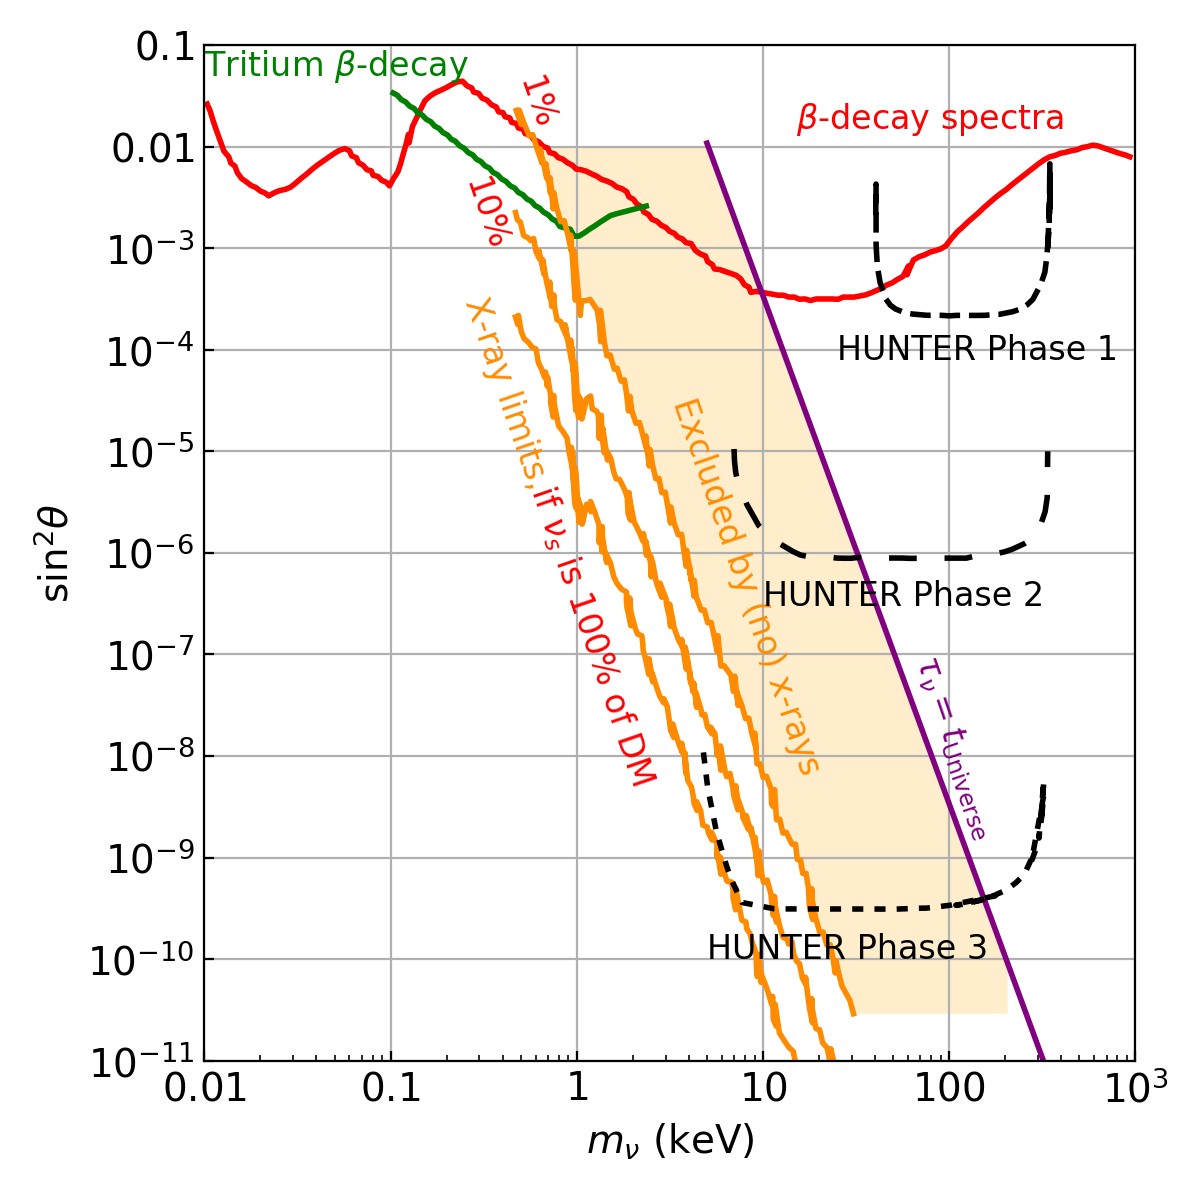 0.1
0.01
10⁻³
10⁻⁴
10⁻⁵
10⁻⁶
10⁻⁷
10⁻⁸
10⁻⁹
10⁻¹⁰
10⁻¹¹
sin²θ
Tritium β-decay
1%
10%
β-decay spectra
HUNTER Phase 1
X-ray limits, if νₛ is 100% of DM
Excluded by (no) x-rays
HUNTER Phase 2
τ_ν = t_Universe
HUNTER Phase 3
0.01
0.1
1
10
100
10³
m_ν (keV)